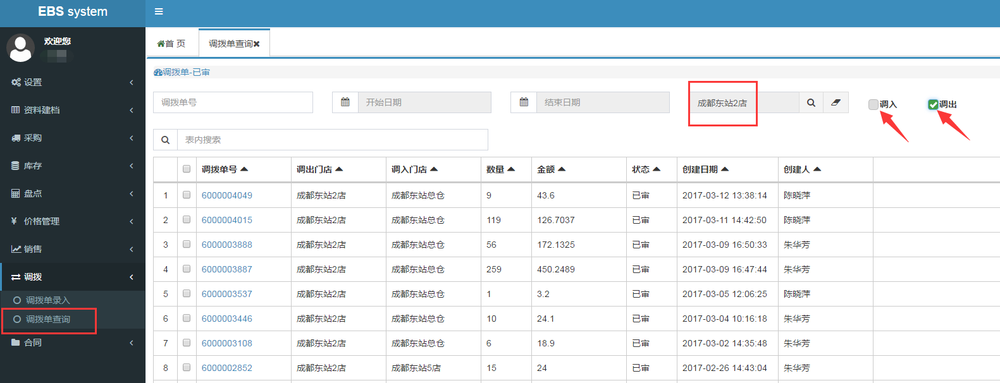 EBS system
欢迎您
设置
资料建档
采购
库存
盘点
¥ 价格管理
销售
调拨
调拨单录入
调拨单查询
合同
首 页
调拨单查询
调拨单-已审
调拨单号
开始日期
结束日期
成都东站2店
调入
调出
表内搜索
调拨单号 调出门店 调入门店 数量 金额 状态 创建日期 创建人
1 6000004049 成都东站2店 成都东站总仓 9 43.6 已审 2017-03-12 13:38:14 陈晓萍
2 6000004015 成都东站2店 成都东站总仓 119 126.7037 已审 2017-03-11 14:42:50 陈晓萍
3 6000003888 成都东站2店 成都东站总仓 56 172.1325 已审 2017-03-09 16:50:33 朱华芳
4 6000003887 成都东站2店 成都东站总仓 259 450.2489 已审 2017-03-09 16:47:44 朱华芳
5 6000003537 成都东站2店 成都东站总仓 1 3.2 已审 2017-03-05 12:06:25 陈晓萍
6 6000003446 成都东站2店 成都东站总仓 10 24.1 已审 2017-03-04 10:16:18 朱华芳
7 6000003108 成都东站2店 成都东站总仓 6 18.9 已审 2017-03-02 14:35:48 朱华芳
8 6000002852 成都东站2店 成都东站5店 15 24 已审 2017-02-26 14:43:04 朱华芳